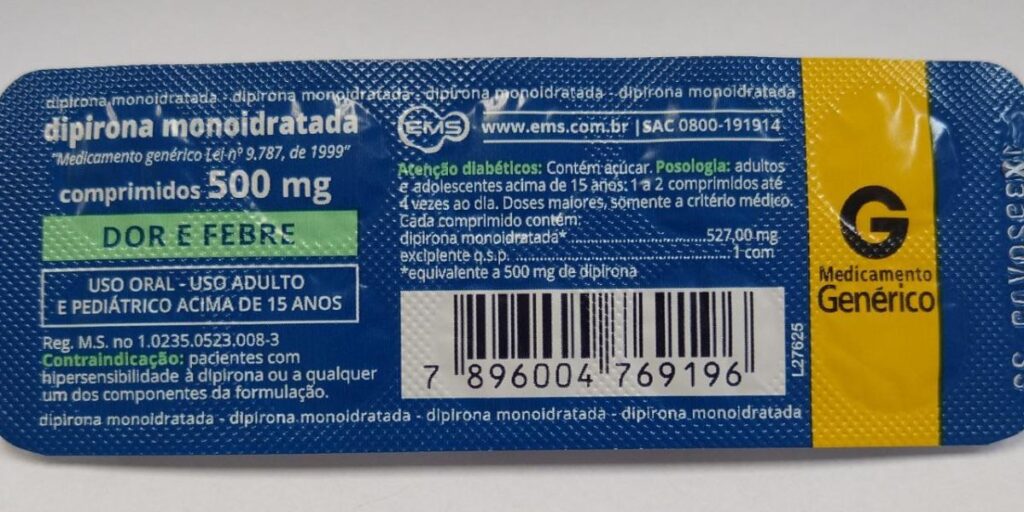 dipirona monoidratada - dipirona monoidratada - dipirona monoidratada - dipirona monoidratada
dipirona monoidratada
"Medicamento genérico Lei nº 9.787, de 1999"
comprimidos 500 mg
DOR E FEBRE
USO ORAL - USO ADULTO
E PEDIÁTRICO ACIMA DE 15 ANOS
Reg. M.S. no 1.0235.0523.008-3
Contraindicação: pacientes com
hipersensibilidade à dipirona ou a qualquer
um dos componentes da formulação.
EMS
www.ems.com.br | SAC 0800-191914
Atenção diabéticos: Contém açúcar. Posologia: adultos
e adolescentes acima de 15 anos: 1 a 2 comprimidos até
4 vezes ao dia. Doses maiores, somente a critério médico.
Cada comprimido contém:
dipirona monoidratada* ................................ 527,00 mg
excipiente q.s.p. ............................................. 1 com
*equivalente a 500 mg de dipirona
7 896004 769196
L27625
dipirona monoidratada - dipirona monoidratada - dipirona monoidratada - dipirona monoidratada
G
Medicamento
Genérico